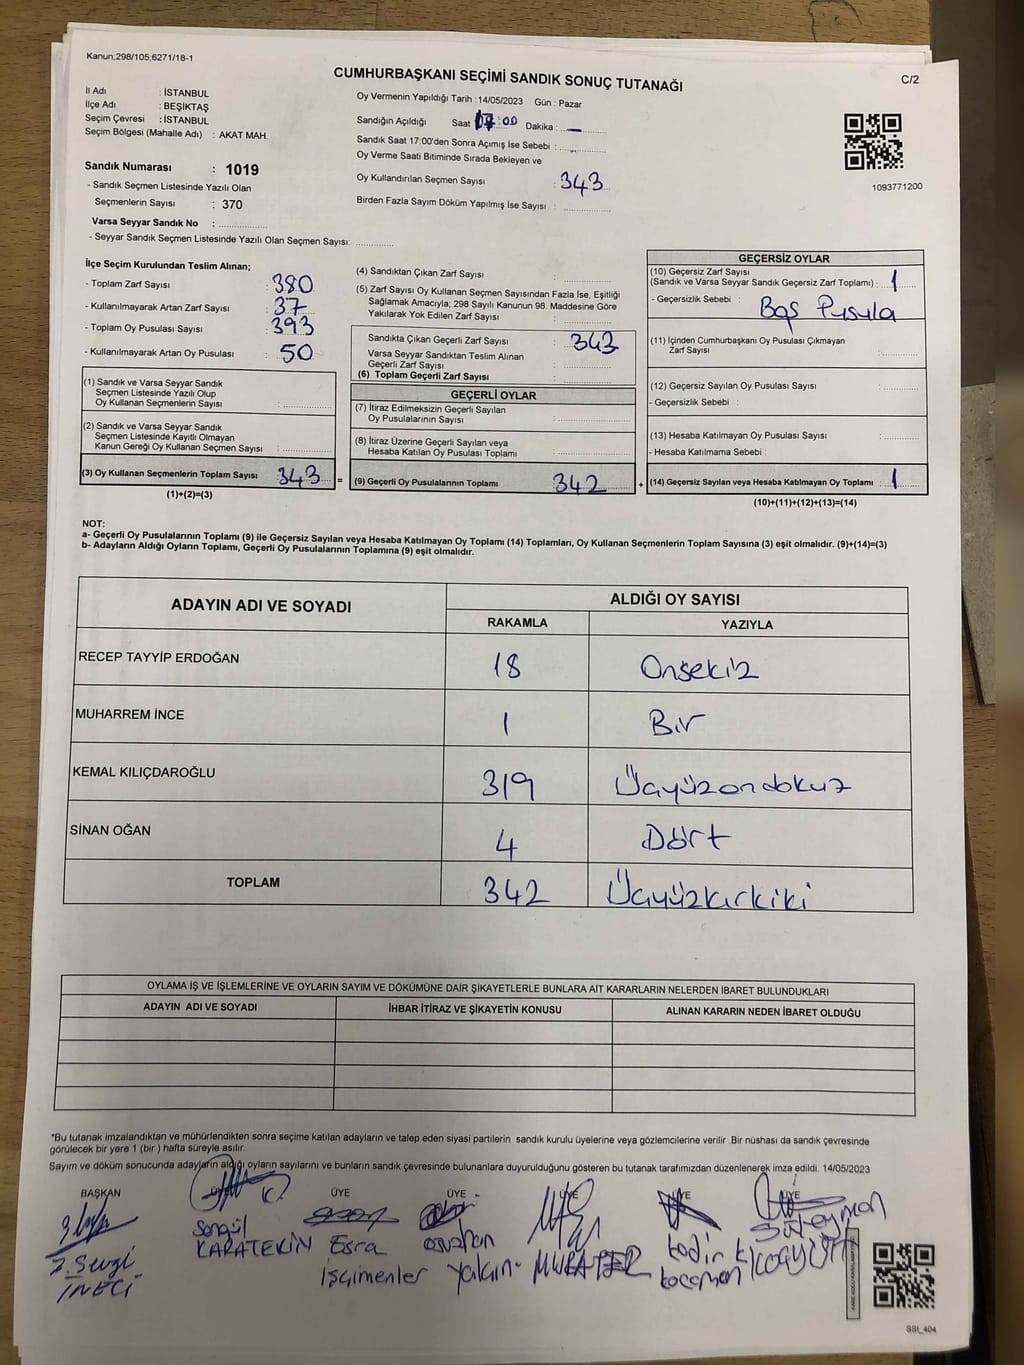 Kanun;298/105;6271/18-1
CUMHURBAŞKANI SEÇİMİ SANDIK SONUÇ TUTANAĞI
C/2
İl Adı : İSTANBUL
İlçe Adı : BEŞİKTAŞ
Seçim Çevresi : İSTANBUL
Seçim Bölgesi (Mahalle Adı) : AKAT MAH.
Sandık Numarası : 1019
- Sandık Seçmen Listesinde Yazılı Olan
Seçmenlerin Sayısı : 370
Varsa Seyyar Sandık No :
- Seyyar Sandık Seçmen Listesinde Yazılı Olan Seçmen Sayısı:
Oy Vermenin Yapıldığı Tarih :14/05/2023 Gün : Pazar
Sandığın Açıldığı Saat 17:00 Dakika :
Sandık Saat 17:00'den Sonra Açımış İse Sebebi :
Oy Verme Saati Bitiminde Sırada Bekleyen ve
Oy Kullandırılan Seçmen Sayısı : 343
Birden Fazla Sayım Döküm Yapılmış İse Sayısı :
1093771200
İlçe Seçim Kurulundan Teslim Alınan;
- Toplam Zarf Sayısı : 380
- Kullanılmayarak Artan Zarf Sayısı : 37
- Toplam Oy Pusulası Sayısı : 393
- Kullanılmayarak Artan Oy Pusulası : 50
(1) Sandık ve Varsa Seyyar Sandık
Seçmen Listesinde Yazılı Olup
Oy Kullanan Seçmenlerin Sayısı :
(2) Sandık ve Varsa Seyyar Sandık
Seçmen Listesinde Kayıtlı Olmayan
Kanun Gereği Oy Kullanan Seçmen Sayısı :
(3) Oy Kullanan Seçmenlerin Toplam Sayısı : 343 =
(1)+(2)=(3)
(4) Sandıktan Çıkan Zarf Sayısı :
(5) Zarf Sayısı Oy Kullanan Seçmen Sayısından Fazla İse, Eşitliği
Sağlamak Amacıyla; 298 Sayılı Kanunun 98. Maddesine Göre
Yakılarak Yok Edilen Zarf Sayısı :
Sandıkta Çıkan Geçerli Zarf Sayısı : 343
Varsa Seyyar Sandıktan Teslim Alınan
Geçerli Zarf Sayısı :
(6) Toplam Geçerli Zarf Sayısı :
GEÇERLİ OYLAR
(7) İtiraz Edilmeksizin Geçerli Sayılan
Oy Pusulalarının Sayısı :
(8) İtiraz Üzerine Geçerli Sayılan veya
Hesaba Katılan Oy Pusulası Toplamı :
(9) Geçerli Oy Pusulalarının Toplamı : 342 +
GEÇERSİZ OYLAR
(10) Geçersiz Zarf Sayısı
(Sandık ve Varsa Seyyar Sandık Geçersiz Zarf Toplamı) : 1
- Geçersizlik Sebebi : Boş Pusula
(11) İçinden Cumhurbaşkanı Oy Pusulası Çıkmayan
Zarf Sayısı :
(12) Geçersiz Sayılan Oy Pusulası Sayısı :
- Geçersizlik Sebebi :
(13) Hesaba Katılmayan Oy Pusulası Sayısı :
- Hesaba Katılmama Sebebi :
(14) Geçersiz Sayılan veya Hesaba Katılmayan Oy Toplamı : 1
(10)+(11)+(12)+(13)=(14)
NOT:
a- Geçerli Oy Pusulalarının Toplamı (9) ile Geçersiz Sayılan veya Hesaba Katılmayan Oy Toplamı (14) Toplamları, Oy Kullanan Seçmenlerin Toplam Sayısına (3) eşit olmalıdır. (9)+(14)=(3)
b- Adayların Aldığı Oyların Toplamı, Geçerli Oy Pusulalarının Toplamına (9) eşit olmalıdır.
ADAYIN ADI VE SOYADI
ALDIĞI OY SAYISI
RAKAMLA YAZIYLA
RECEP TAYYİP ERDOĞAN 18 Onsekiz
MUHARREM İNCE 1 Bir
KEMAL KILIÇDAROĞLU 319 Üçyüzondokuz
SİNAN OĞAN 4 Dört
TOPLAM 342 Üçyüzkırkiki
OYLAMA İŞ VE İŞLEMLERİNE VE OYLARIN SAYIM VE DÖKÜMÜNE DAİR ŞİKAYETLERLE BUNLARA AİT KARARLARIN NELERDEN İBARET BULUNDUKLARI
ADAYIN ADI VE SOYADI İHBAR İTİRAZ VE ŞİKAYETİN KONUSU ALINAN KARARIN NEDEN İBARET OLDUĞU
*Bu tutanak imzalandıktan ve mühürlendikten sonra seçime katılan adayların ve talep eden siyasi partilerin sandık kurulu üyelerine veya gözlemcilerine verilir .Bir nüshası da sandık çevresinde
görülecek bir yere 1 (bir ) hafta süreyle asılır.
Sayım ve döküm sonucunda adayların aldığı oyların sayılarını ve bunların sandık çevresinde bulunanlara duyurulduğunu gösteren bu tutanak tarafımızdan düzenlenerek imza edildi. 14/05/2023
BAŞKAN ÜYE ÜYE ÜYE ÜYE ÜYE ÜYE
Z. Sevgi
İNECİ
Songül
KARATEKİN
Esra
İşçimenler
Oğuzhan
Yalçın
MURAT
Kadir
Kocaman
Süleyman
SSI_404